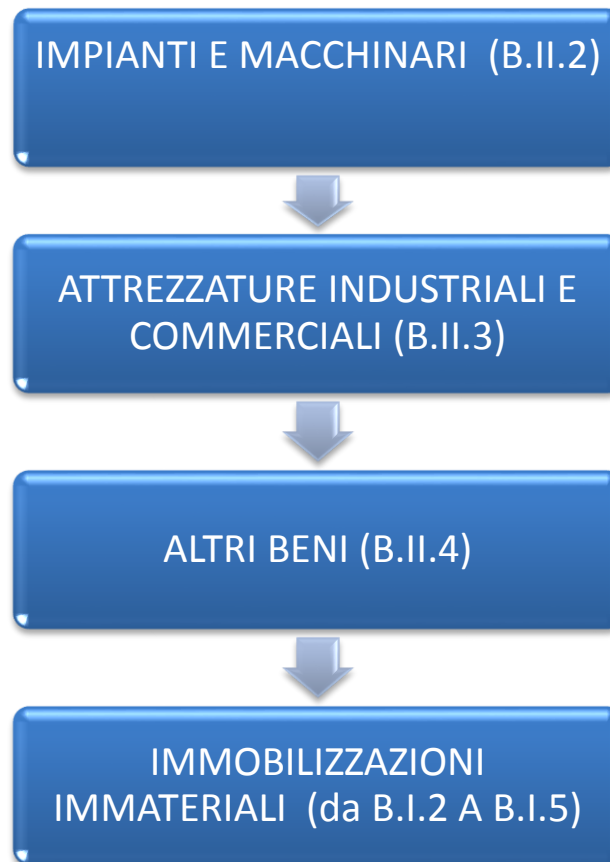 IMPIANTI E MACCHINARI (B.II.2)
ATTREZZATURE INDUSTRIALI E
COMMERCIALI (B.II.3)
ALTRI BENI (B.II.4)
IMMOBILIZZAZIONI
IMMATERIALI (da B.I.2 A B.I.5)